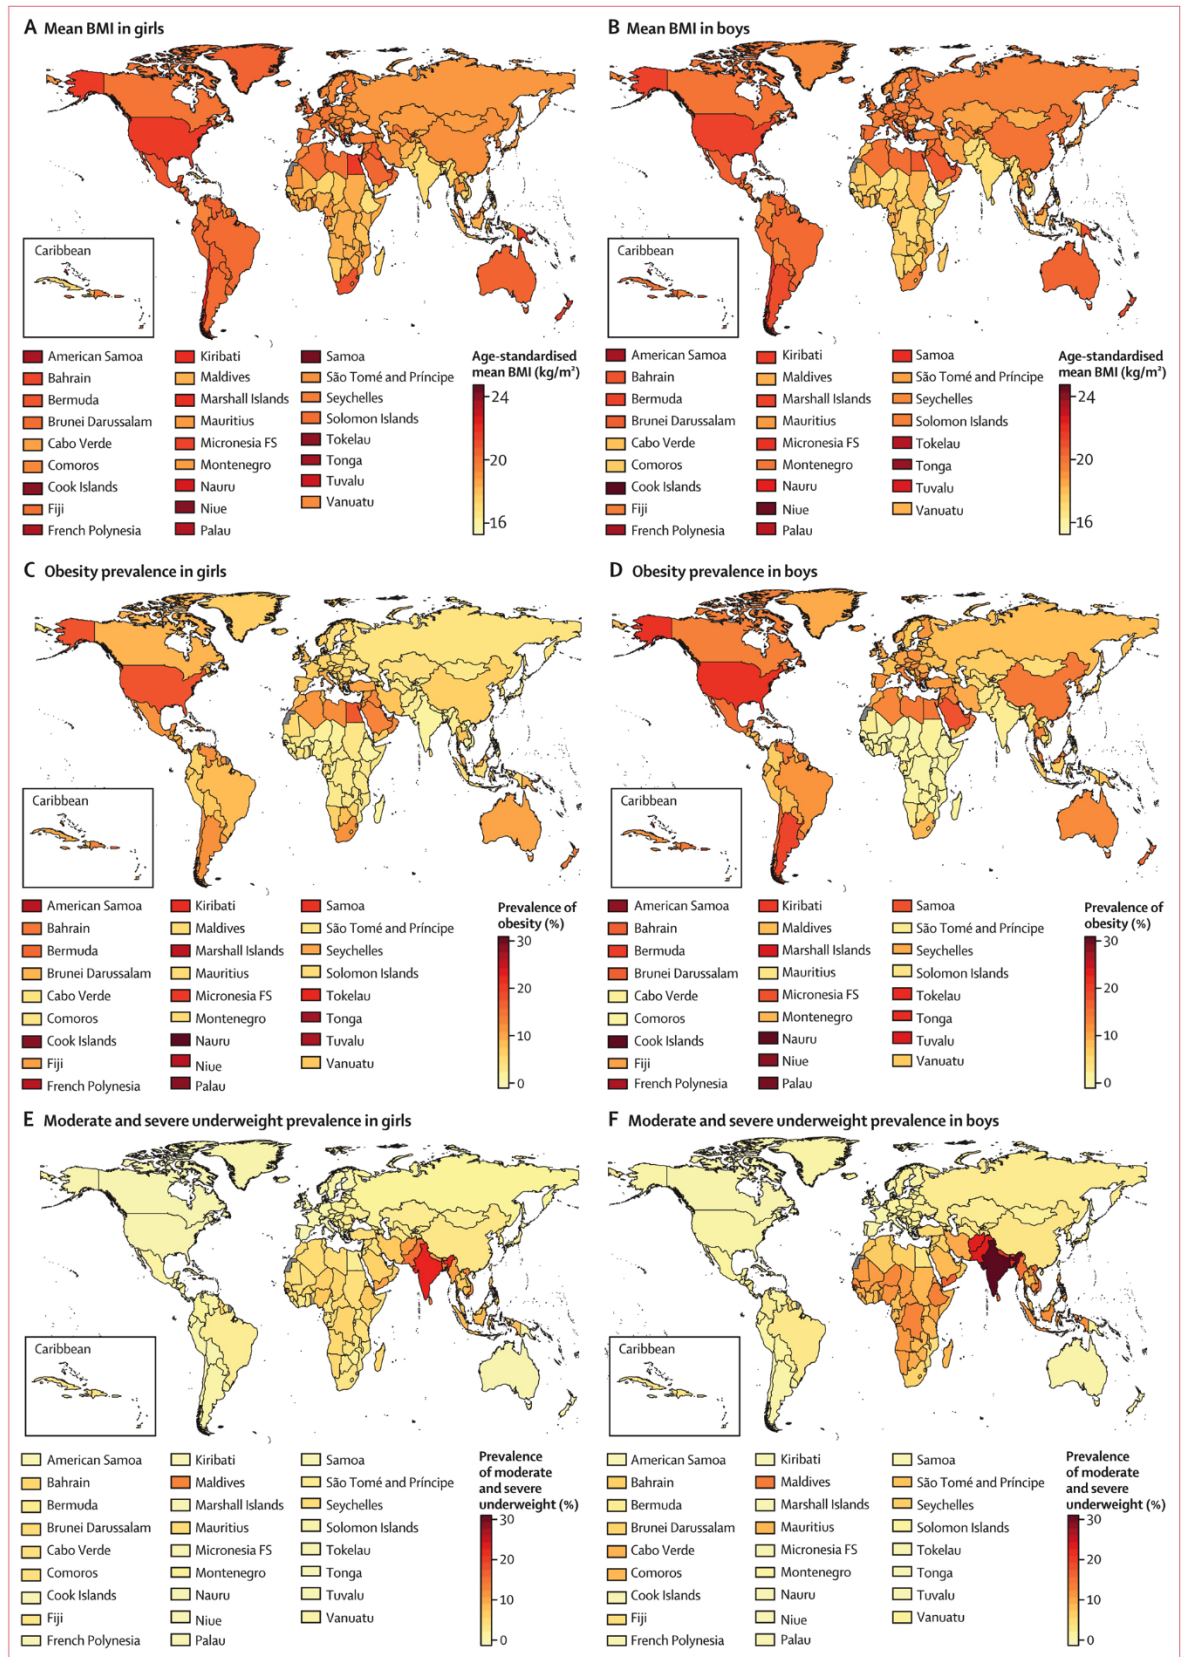 A Mean BMI in girls
Caribbean
American Samoa
Bahrain
Bermuda
Brunei Darussalam
Cabo Verde
Comoros
Cook Islands
Fiji
French Polynesia
Kiribati
Maldives
Marshall Islands
Mauritius
Micronesia FS
Montenegro
Nauru
Niue
Palau
Samoa
São Tomé and Príncipe
Seychelles
Solomon Islands
Tokelau
Tonga
Tuvalu
Vanuatu
Age-standardised
mean BMI (kg/m²)
24
20
16
B Mean BMI in boys
Caribbean
American Samoa
Bahrain
Bermuda
Brunei Darussalam
Cabo Verde
Comoros
Cook Islands
Fiji
French Polynesia
Kiribati
Maldives
Marshall Islands
Mauritius
Micronesia FS
Montenegro
Nauru
Niue
Palau
Samoa
São Tomé and Príncipe
Seychelles
Solomon Islands
Tokelau
Tonga
Tuvalu
Vanuatu
Age-standardised
mean BMI (kg/m²)
24
20
16
C Obesity prevalence in girls
Caribbean
American Samoa
Bahrain
Bermuda
Brunei Darussalam
Cabo Verde
Comoros
Cook Islands
Fiji
French Polynesia
Kiribati
Maldives
Marshall Islands
Mauritius
Micronesia FS
Montenegro
Nauru
Niue
Palau
Samoa
São Tomé and Príncipe
Seychelles
Solomon Islands
Tokelau
Tonga
Tuvalu
Vanuatu
Prevalence of
obesity (%)
30
20
10
0
D Obesity prevalence in boys
Caribbean
American Samoa
Bahrain
Bermuda
Brunei Darussalam
Cabo Verde
Comoros
Cook Islands
Fiji
French Polynesia
Kiribati
Maldives
Marshall Islands
Mauritius
Micronesia FS
Montenegro
Nauru
Niue
Palau
Samoa
São Tomé and Príncipe
Seychelles
Solomon Islands
Tokelau
Tonga
Tuvalu
Vanuatu
Prevalence of
obesity (%)
30
20
10
0
E Moderate and severe underweight prevalence in girls
Caribbean
American Samoa
Bahrain
Bermuda
Brunei Darussalam
Cabo Verde
Comoros
Cook Islands
Fiji
French Polynesia
Kiribati
Maldives
Marshall Islands
Mauritius
Micronesia FS
Montenegro
Nauru
Niue
Palau
Samoa
São Tomé and Príncipe
Seychelles
Solomon Islands
Tokelau
Tonga
Tuvalu
Vanuatu
Prevalence
of moderate
and severe
underweight (%)
30
20
10
0
F Moderate and severe underweight prevalence in boys
Caribbean
American Samoa
Bahrain
Bermuda
Brunei Darussalam
Cabo Verde
Comoros
Cook Islands
Fiji
French Polynesia
Kiribati
Maldives
Marshall Islands
Mauritius
Micronesia FS
Montenegro
Nauru
Niue
Palau
Samoa
São Tomé and Príncipe
Seychelles
Solomon Islands
Tokelau
Tonga
Tuvalu
Vanuatu
Prevalence
of moderate
and severe
underweight (%)
30
20
10
0